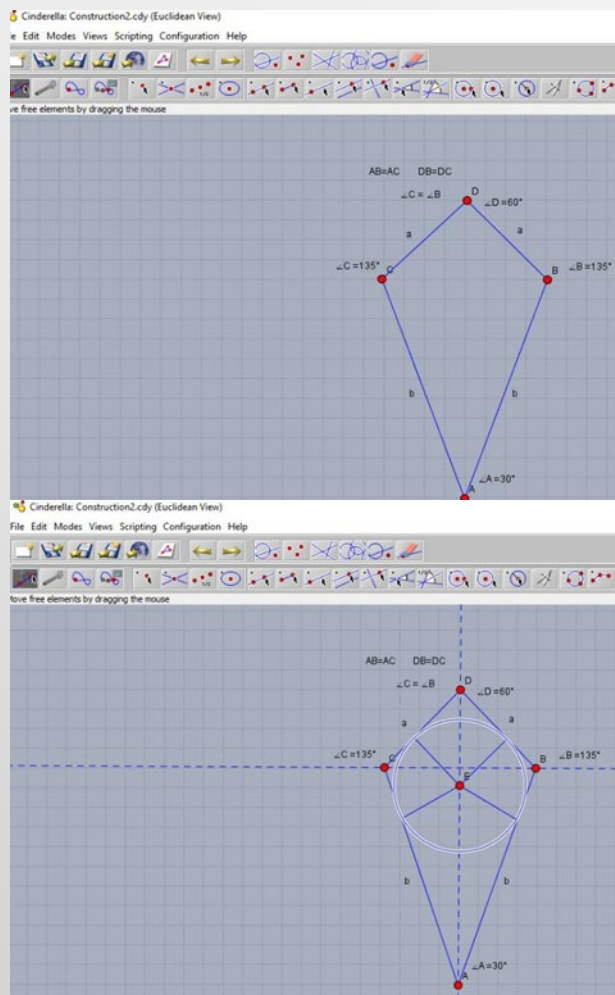 Cinderella: Construction2.cdy (Euclidean View)
e Edit Modes Views Scripting Configuration Help
ve free elements by dragging the mouse
AB=AC DB=DC
∠C = ∠B
D
∠D =60°
a
a
∠C =135°
C
B
∠B =135°
b
b
A
∠A =30°
Cinderella: Construction2.cdy (Euclidean View)
File Edit Modes Views Scripting Configuration Help
Move free elements by dragging the mouse
AB=AC DB=DC
∠C = ∠B
D
∠D =60°
a
a
∠C =135°
C
B
∠B =135°
E
b
b
A
∠A =30°